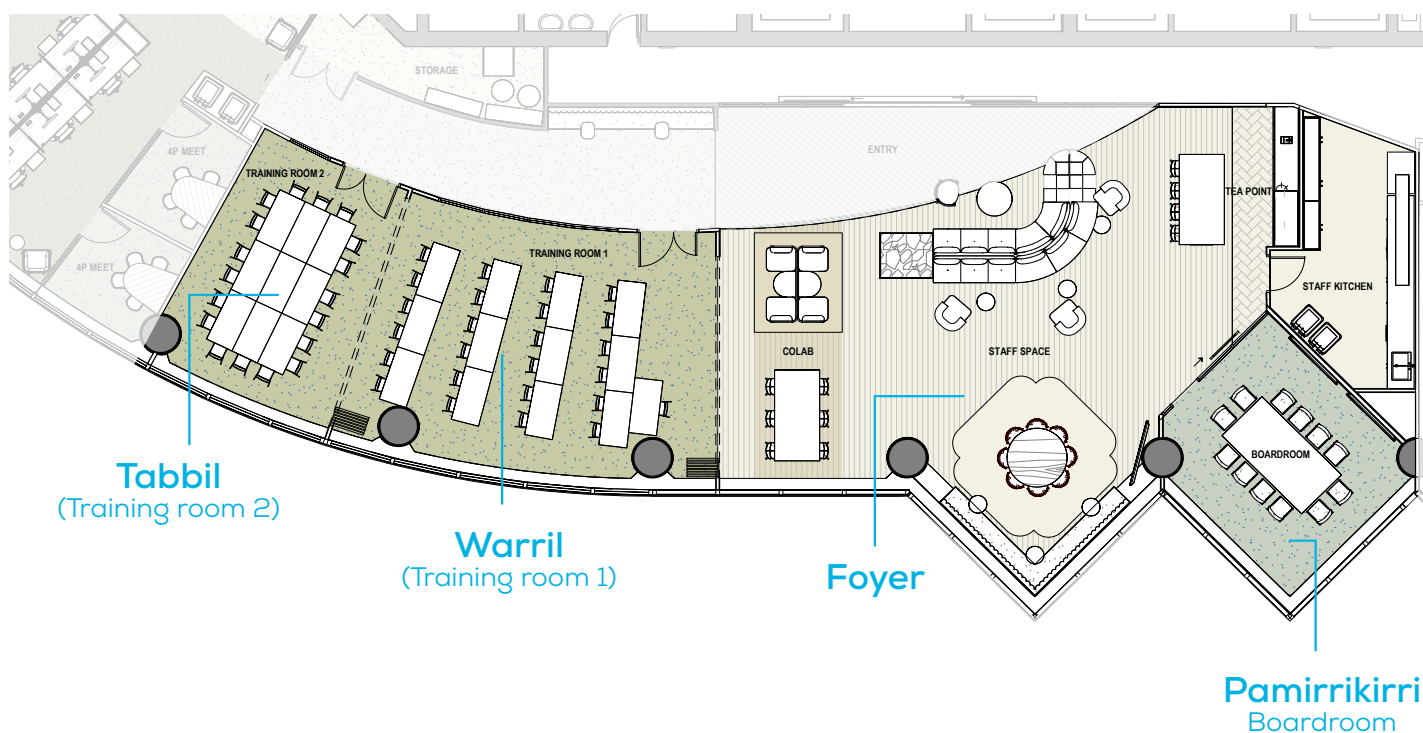 STORAGE
ENTRY
4P MEET
TRAINING ROOM 2
TEA POINT
TRAINING ROOM 1
4P MEET
STAFF KITCHEN
COLAB
STAFF SPACE
BOARDROOM
Tabbil
(Training room 2)
Warril
(Training room 1)
Foyer
Pamirrikirri
Boardroom